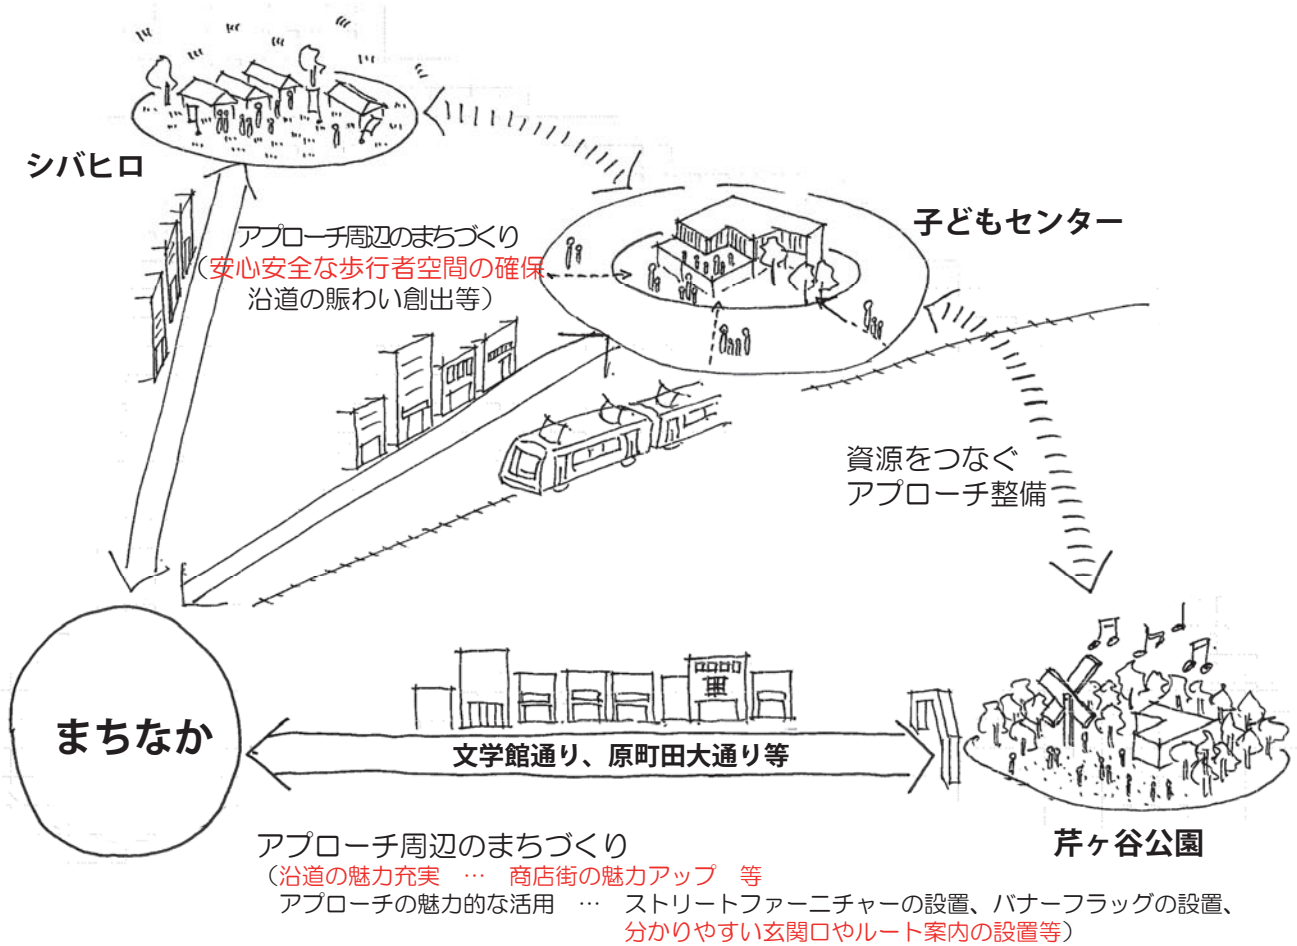 シバヒロ
子どもセンター
アプローチ周辺のまちづくり
（安心安全な歩行者空間の確保
沿道の賑わい創出等）
資源をつなぐ
アプローチ整備
まちなか
文学館通り、原町田大通り等
芹ヶ谷公園
アプローチ周辺のまちづくり
（沿道の魅力充実　…　商店街の魅力アップ　等
アプローチの魅力的な活用　…　ストリートファーニチャーの設置、バナーフラッグの設置、
分かりやすい玄関口やルート案内の設置等）